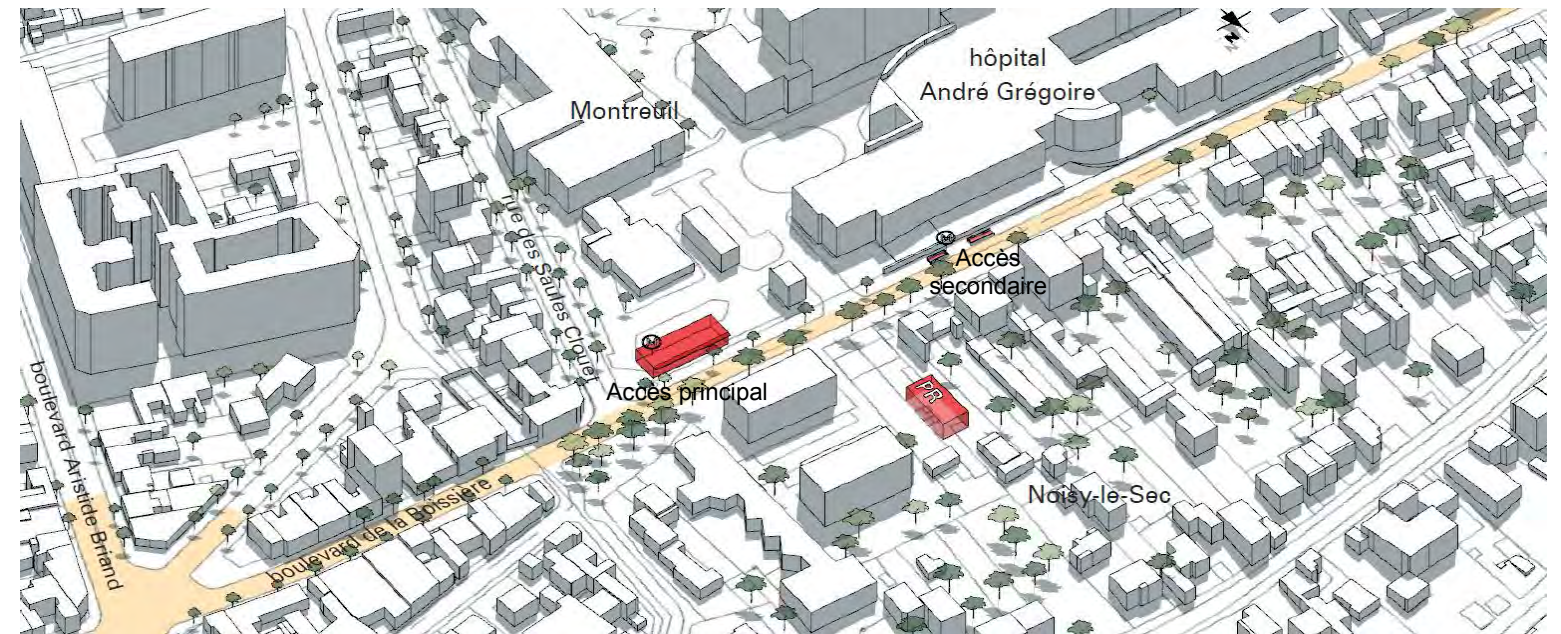 N
hôpital
André Grégoire
Montreuil
rue des Saules Clouet
M
Accès
secondaire
M
Accès principal
PR
boulevard Aristide Briand
boulevard de la Boissière
Noisy-le-Sec